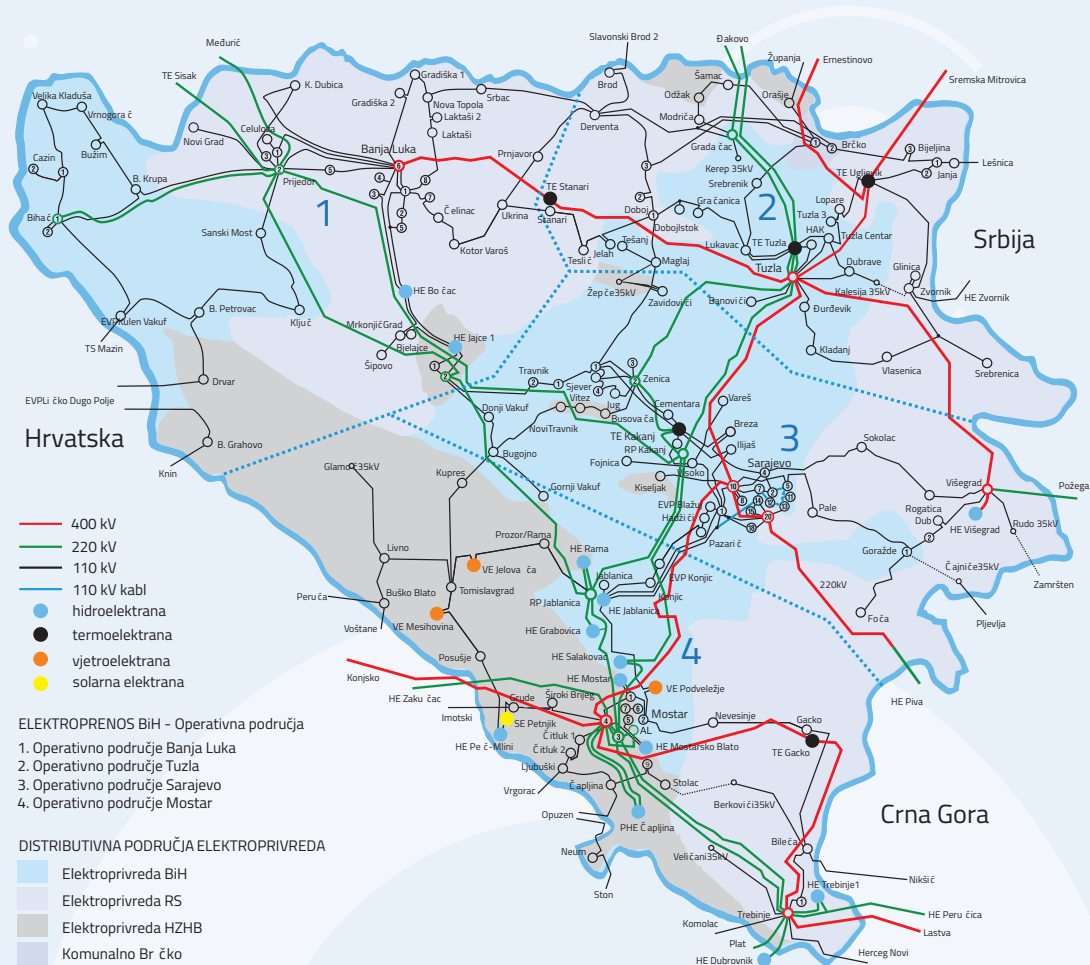 Slavonski Brod 2
Đakovo
Međurić
Županja
Ernestinovo
TE Sisak
Gradiška 1
Šamac
Sremska Mitrovica
K. Dubica
Brod
Velika Kladuša
Gradiška 2
Srbac
Odžak
Orašje
Vrnogora č
Nova Topola
Laktaši 2
Modriča
Celuloza
Derventa
Novi Grad
Laktaši
Brčko
Bijeljina
Bužim
Banja Luka
Grada čac
Cazin
Prnjavor
Lešnica
Janja
Kerep 35kV
TE Ugljevik
B. Krupa
Prijedor
TE Stanari
Srebrenik
1
2
Lopare
Biha ć
Č elinac
Ukrina
Stanari
Doboj
Gra čanica
Tuzla 3
HAK
Sanski Most
DobojIstok
Tuzla Centar
Srbija
Kotor Varoš
Tešanj
Jelah
Lukavac
TE Tuzla
Tesli ć
Maglaj
Tuzla
Dubrave
Glinica
HE Bo čac
Žep če35kV
Kalesija 35kV
Zvornik
Zavidovi ći
Banovi ći
HE Zvornik
EVPKulen Vakuf
B. Petrovac
Klju č
Đurđevik
MrkonjićGrad
HE Jajce 1
TS Mazin
Bjelajce
Kladanj
Šipovo
Vlasenica
Srebrenica
Travnik
Sjever
Zenica
Drvar
Vitez
Jug
Cementara
Vareš
EVPLi čko Dugo Polje
Donji Vakuf
NoviTravnik
Busova ča
Breza
Hrvatska
TE Kakanj
3
B. Grahovo
RP Kakanj
Ilijaš
Sokolac
Bugojno
Fojnica
Visoko
Sarajevo
Knin
Glamo č35kV
Kupres
Kiseljak
Višegrad
Požega
Gornji Vakuf
EVP Blažuj
Hadži ći
Pale
Rogatica
400 kV
Dub
HE Višegrad
Rudo 35kV
220 kV
Prozor/Rama
Pazari ć
110 kV
Livno
HE Rama
Goražde
Č ajniče35kV
110 kV kabl
VE Jelova ča
Jablanica
EVP Konjic
220kV
Zamršten
hidroelektrana
Peru ća
Buško Blato
Tomislavgrad
RP Jablanica
Konjic
HE Jablanica
Fo ča
Pljevlja
termoelektrana
Voštane
VE Mesihovina
HE Grabovica
vjetroelektrana
Posušje
4
solarna elektrana
Konjsko
HE Salakovac
HE Zaku čac
HE Mostar
VE Podveležje
HE Piva
Grude
Široki Brijeg
Imotski
Mostar
ELEKTROPRENOS BiH - Operativna područja
SE Petnjik
Nevesinje
Gacko
1. Operativno područje Banja Luka
HE Pe ć-Mlini
Č itluk 1
AL
HE Mostarsko Blato
2. Operativno područje Tuzla
Č itluk 2
TE Gacko
3. Operativno područje Sarajevo
Ljubuški
4. Operativno područje Mostar
Vrgorac
Č apljina
Stolac
Berkovi ći35kV
Opuzen
Crna Gora
PHE Č apljina
DISTRIBUTIVNA PODRUČJA ELEKTROPRIVREDA
Neum
Veli čani35kV
Bile ća
Elektroprivreda BiH
Ston
Nikši ć
HE Trebinje1
Elektroprivreda RS
Trebinje
HE Peru ćica
Elektroprivreda HZHB
Komolac
Lastva
Plat
Komunalno Br čko
HE Dubrovnik
Herceg Novi